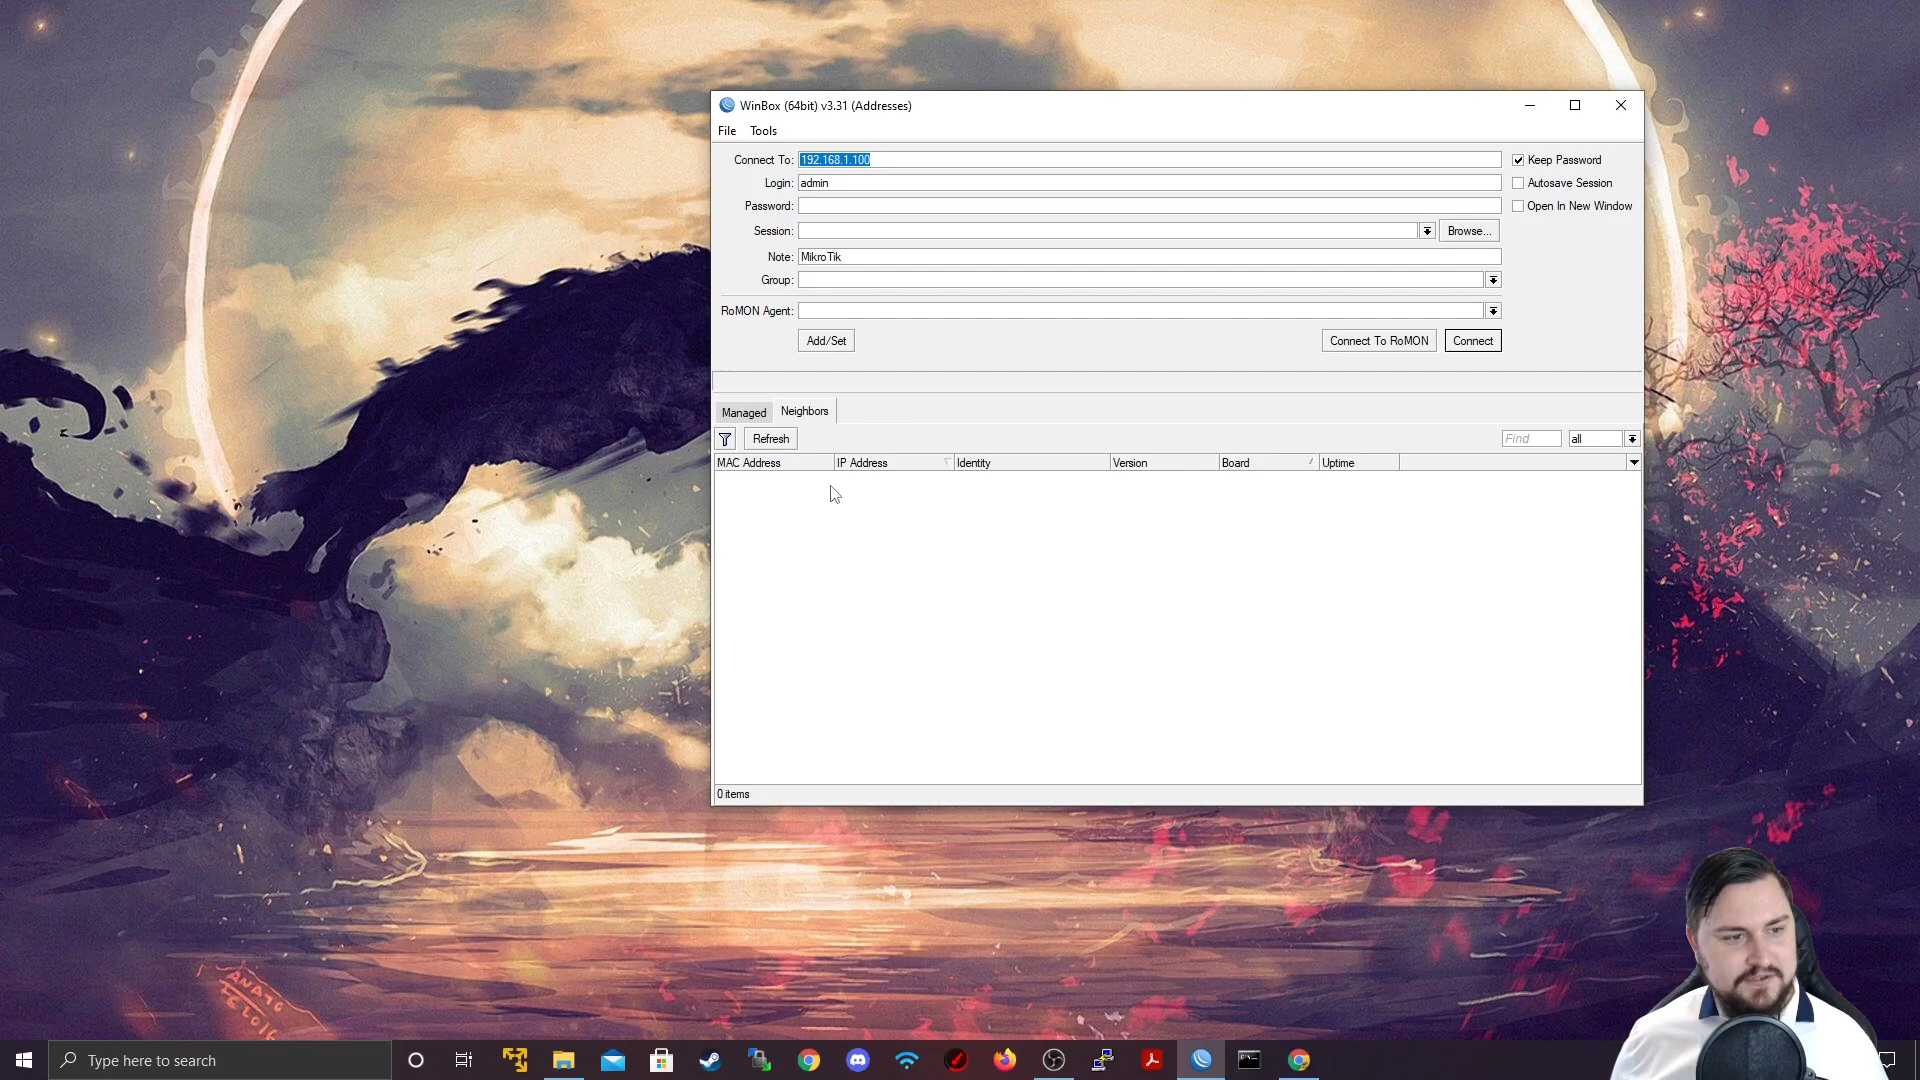 WinBox (64bit) v3.31 (Addresses)
File Tools
Connect To: 192.168.1.100 Keep Password
Login: admin Autosave Session
Password: Open In New Window
Session: Browse...
Note: MikroTik
Group:
RoMON Agent:
Add/Set Connect To RoMON Connect
Managed Neighbors
Refresh Find all
MAC Address IP Address Identity Version Board Uptime
0 items
Type here to search